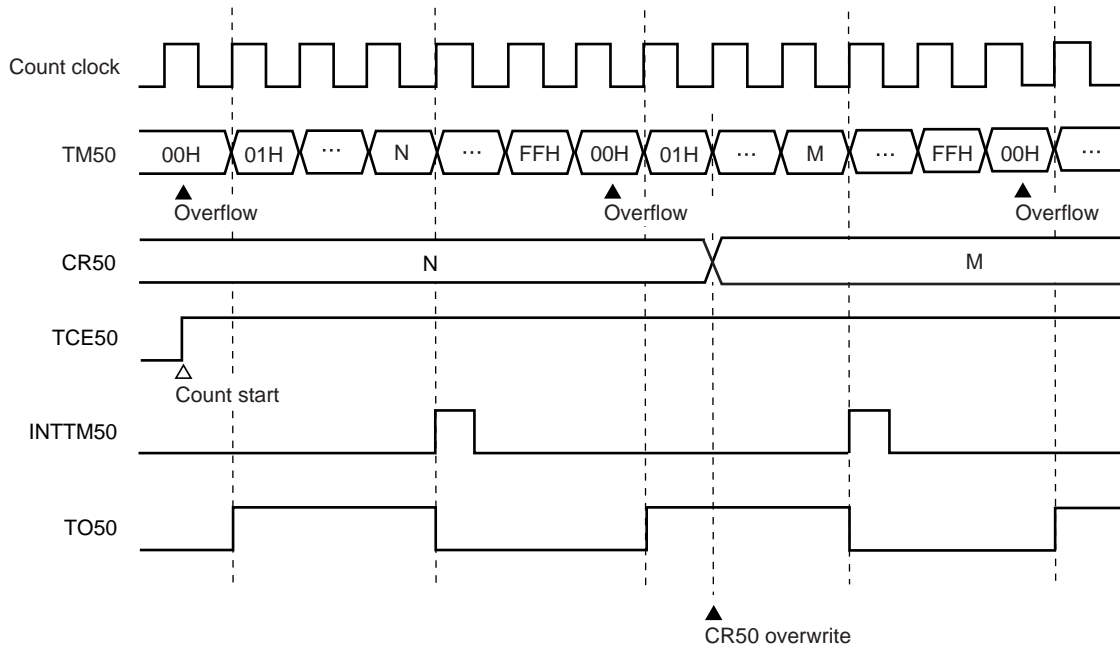 Count clock
TM50 00H 01H ... N ... FFH 00H 01H ... M ... FFH 00H ...
Overflow Overflow Overflow
CR50 N M
TCE50
Count start
INTTM50
TO50
CR50 overwrite